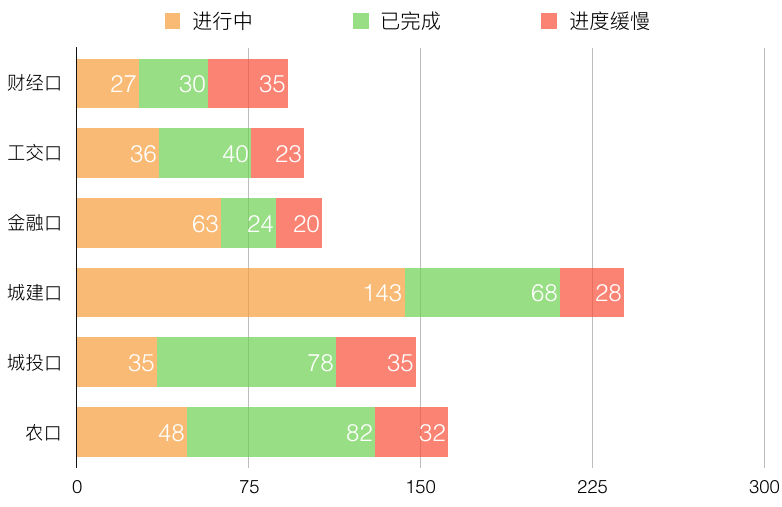 进行中 已完成 进度缓慢
财经口 27 30 35
工交口 36 40 23
金融口 63 24 20
城建口 143 68 28
城投口 35 78 35
农口 48 82 32
0 75 150 225 300